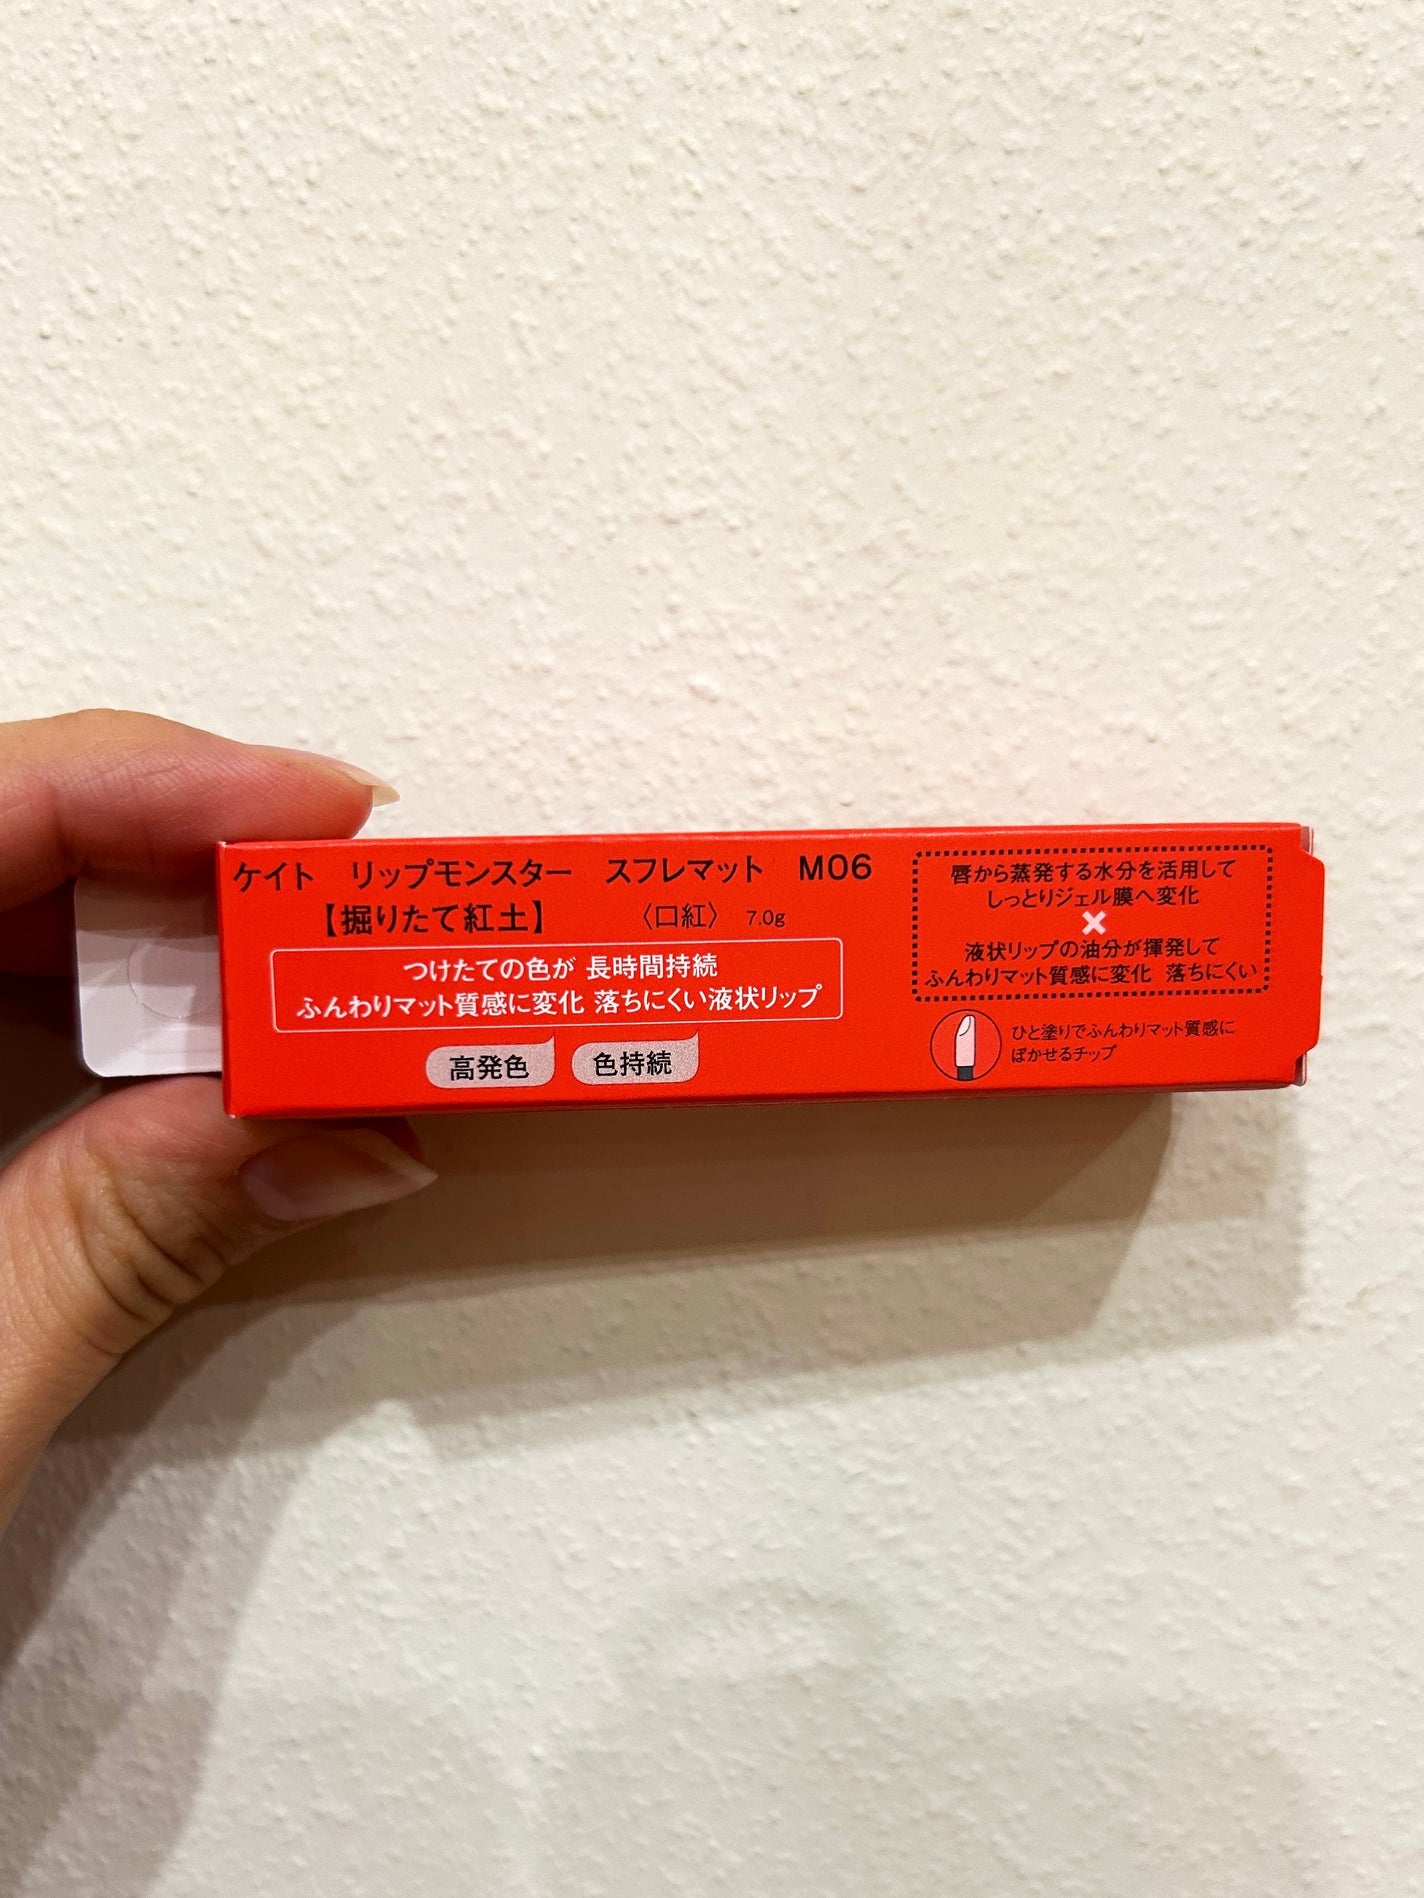 ケイト リップモンスター スフレマット M06
【掘りたて紅土】 〈口紅〉 7.0g
つけたての色が 長時間持続
ふんわりマット質感に変化 落ちにくい液状リップ
高発色 色持続
唇から蒸発する水分を活用して
しっとりジェル膜へ変化
×
液状リップの油分が揮発して
ふんわりマット質感に変化 落ちにくい
ひと塗りでふんわりマット質感に
ぼかせるチップ